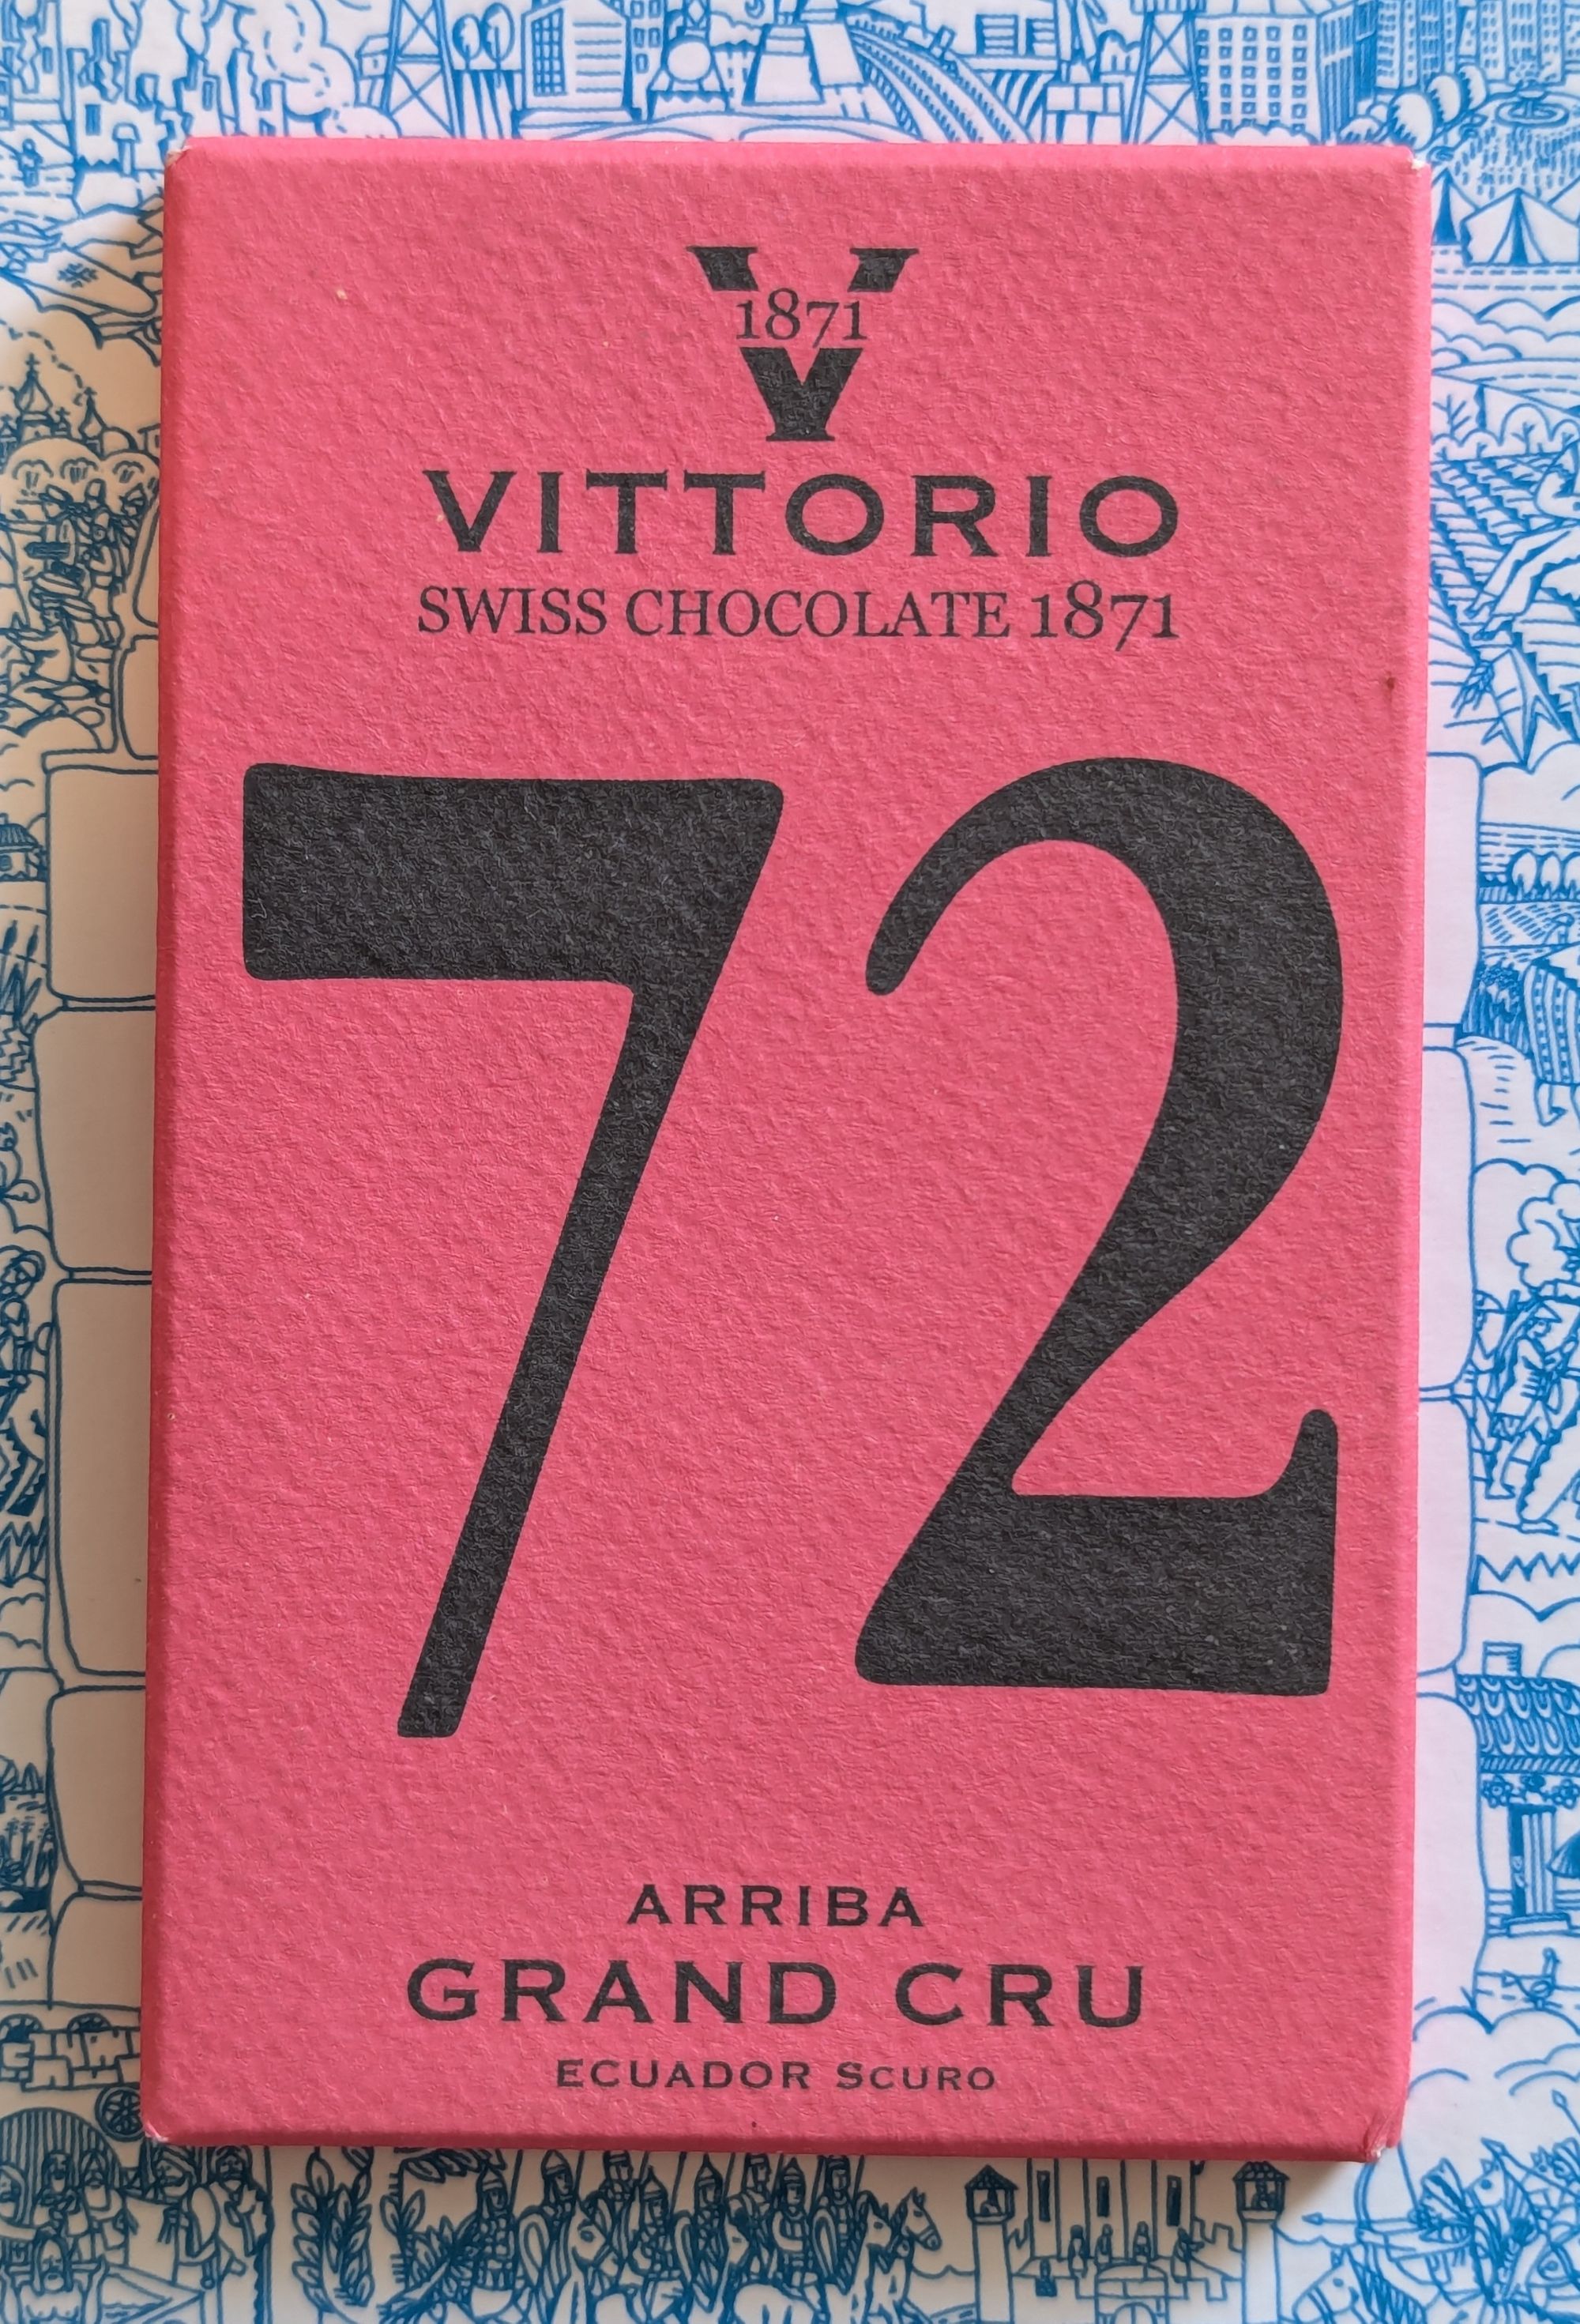 V
1871
VITTORIO
SWISS CHOCOLATE 1871
72
ARRIBA
GRAND CRU
ECUADOR SCURO